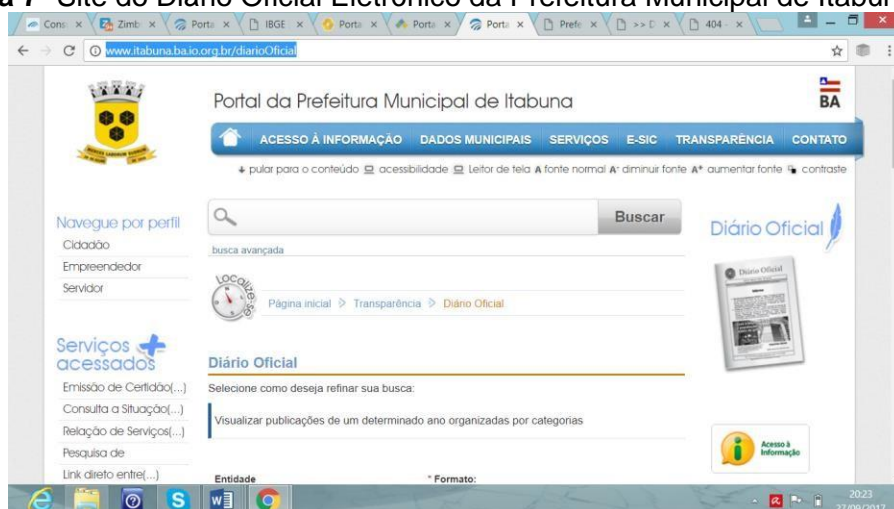 a 7- Site do Diário Oficial Eletrônico da Prefeitura Municipal de Itabun
Cons
Zimb
Porta
IBGE
Porta
Porta
Porta
Prefe
>> D
404 -
www.itabuna.ba.io.org.br/diarioOficial
Portal da Prefeitura Municipal de Itabuna
BA
ACESSO À INFORMAÇÃO DADOS MUNICIPAIS SERVIÇOS E-SIC TRANSPARÊNCIA CONTATO
pular para o conteúdo acessibilidade Leitor de tela A fonte normal A- diminuir fonte A+ aumentar fonte contraste
Navegue por perfil
Cidadão
Empreendedor
Servidor
Buscar
busca avançada
Localize-se
Página inicial Transparência Diário Oficial
Diário Oficial
Diário Oficial
Serviços acessados
Emissão de Certidão(...)
Consulta a Situação(...)
Relação de Serviços(...)
Pesquisa de
Link direto entre(...)
Diário Oficial
Selecione como deseja refinar sua busca:
Visualizar publicações de um determinado ano organizadas por categorias
Entidade * Formato:
Acesso à
Informação
20:23
27/09/2017